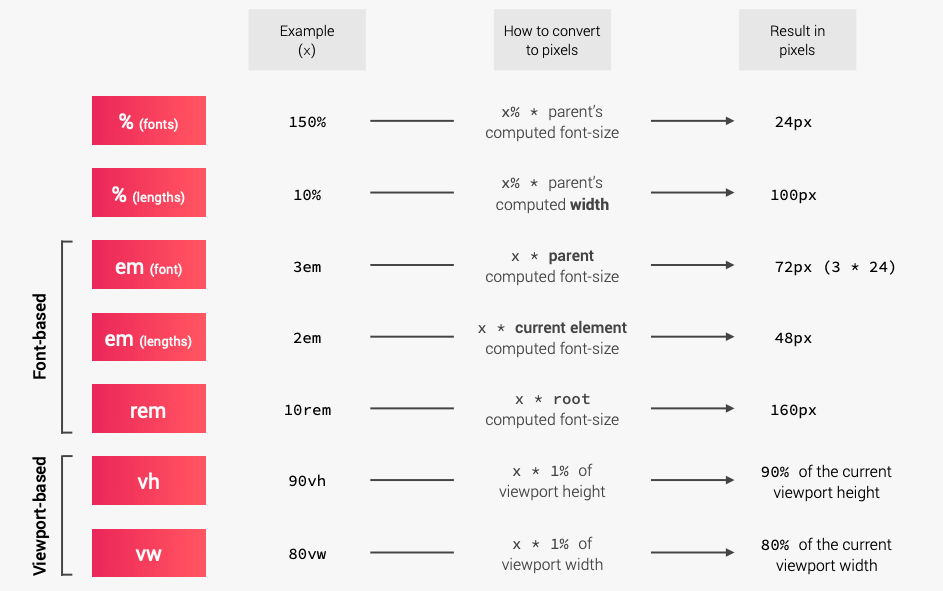 Example
(x)
How to convert
to pixels
Result in
pixels
% (fonts)
150%
x% * parent’s
computed font-size
24px
% (lengths)
10%
x% * parent’s
computed width
100px
Font-based
em (font)
3em
x * parent
computed font-size
72px (3 * 24)
em (lengths)
2em
x * current element
computed font-size
48px
rem
10rem
x * root
computed font-size
160px
Viewport-based
vh
90vh
x * 1% of
viewport height
90% of the current
viewport height
vw
80vw
x * 1% of
viewport width
80% of the current
viewport width